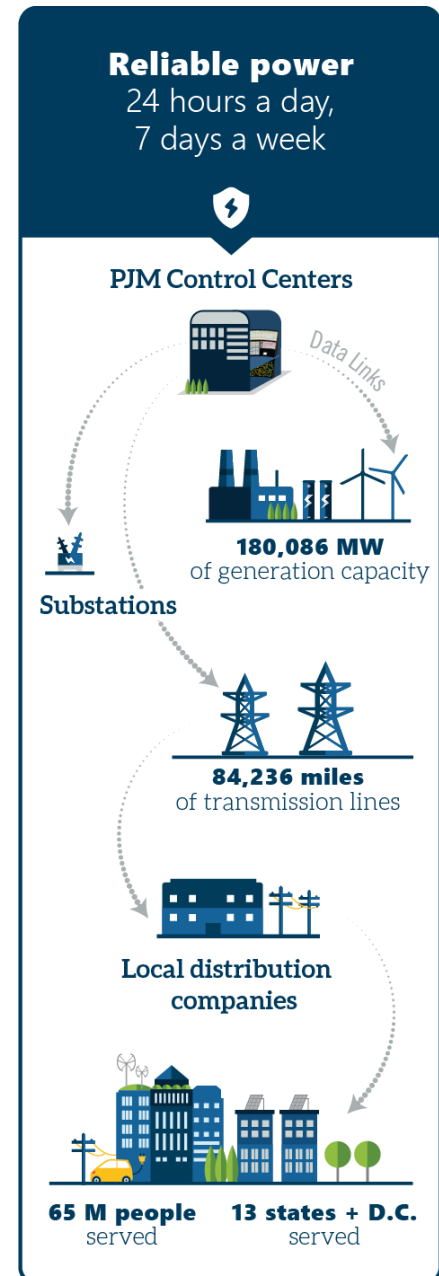 Reliable power
24 hours a day,
7 days a week
PJM Control Centers
Data Links
180,086 MW
of generation capacity
Substations
84,236 miles
of transmission lines
Local distribution
companies
65 M people
served
13 states + D.C.
served